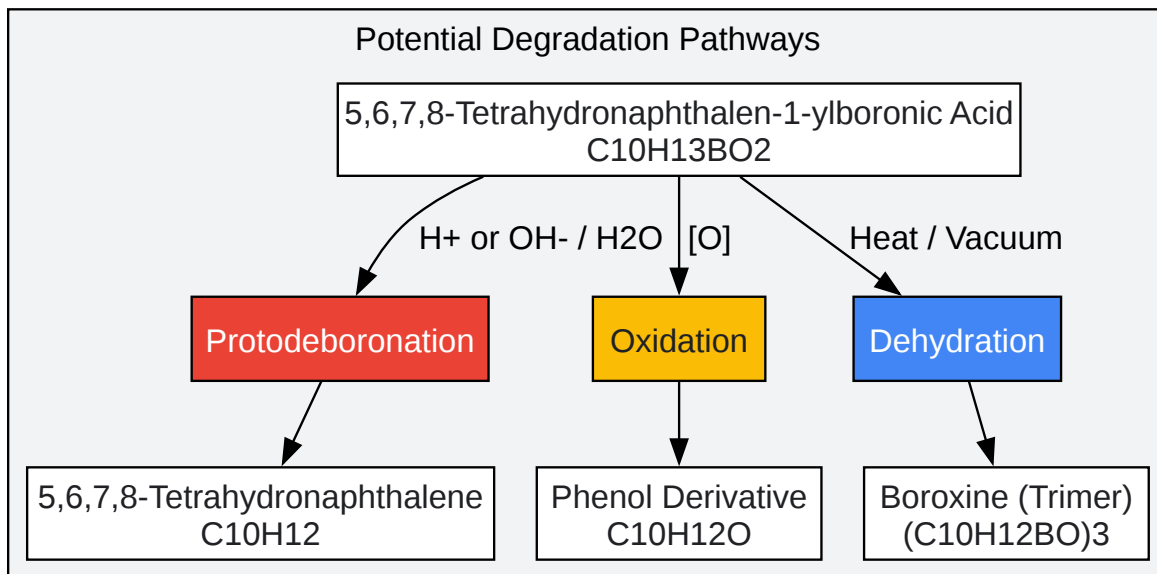 Potential Degradation Pathways
5,6,7,8-Tetrahydronaphthalen-1-ylboronic Acid
C10H13BO2
H+ or OH- / H2O
[O]
Heat / Vacuum
Protodeboronation
Oxidation
Dehydration
5,6,7,8-Tetrahydronaphthalene
C10H12
Phenol Derivative
C10H12O
Boroxine (Trimer)
(C10H12BO)3